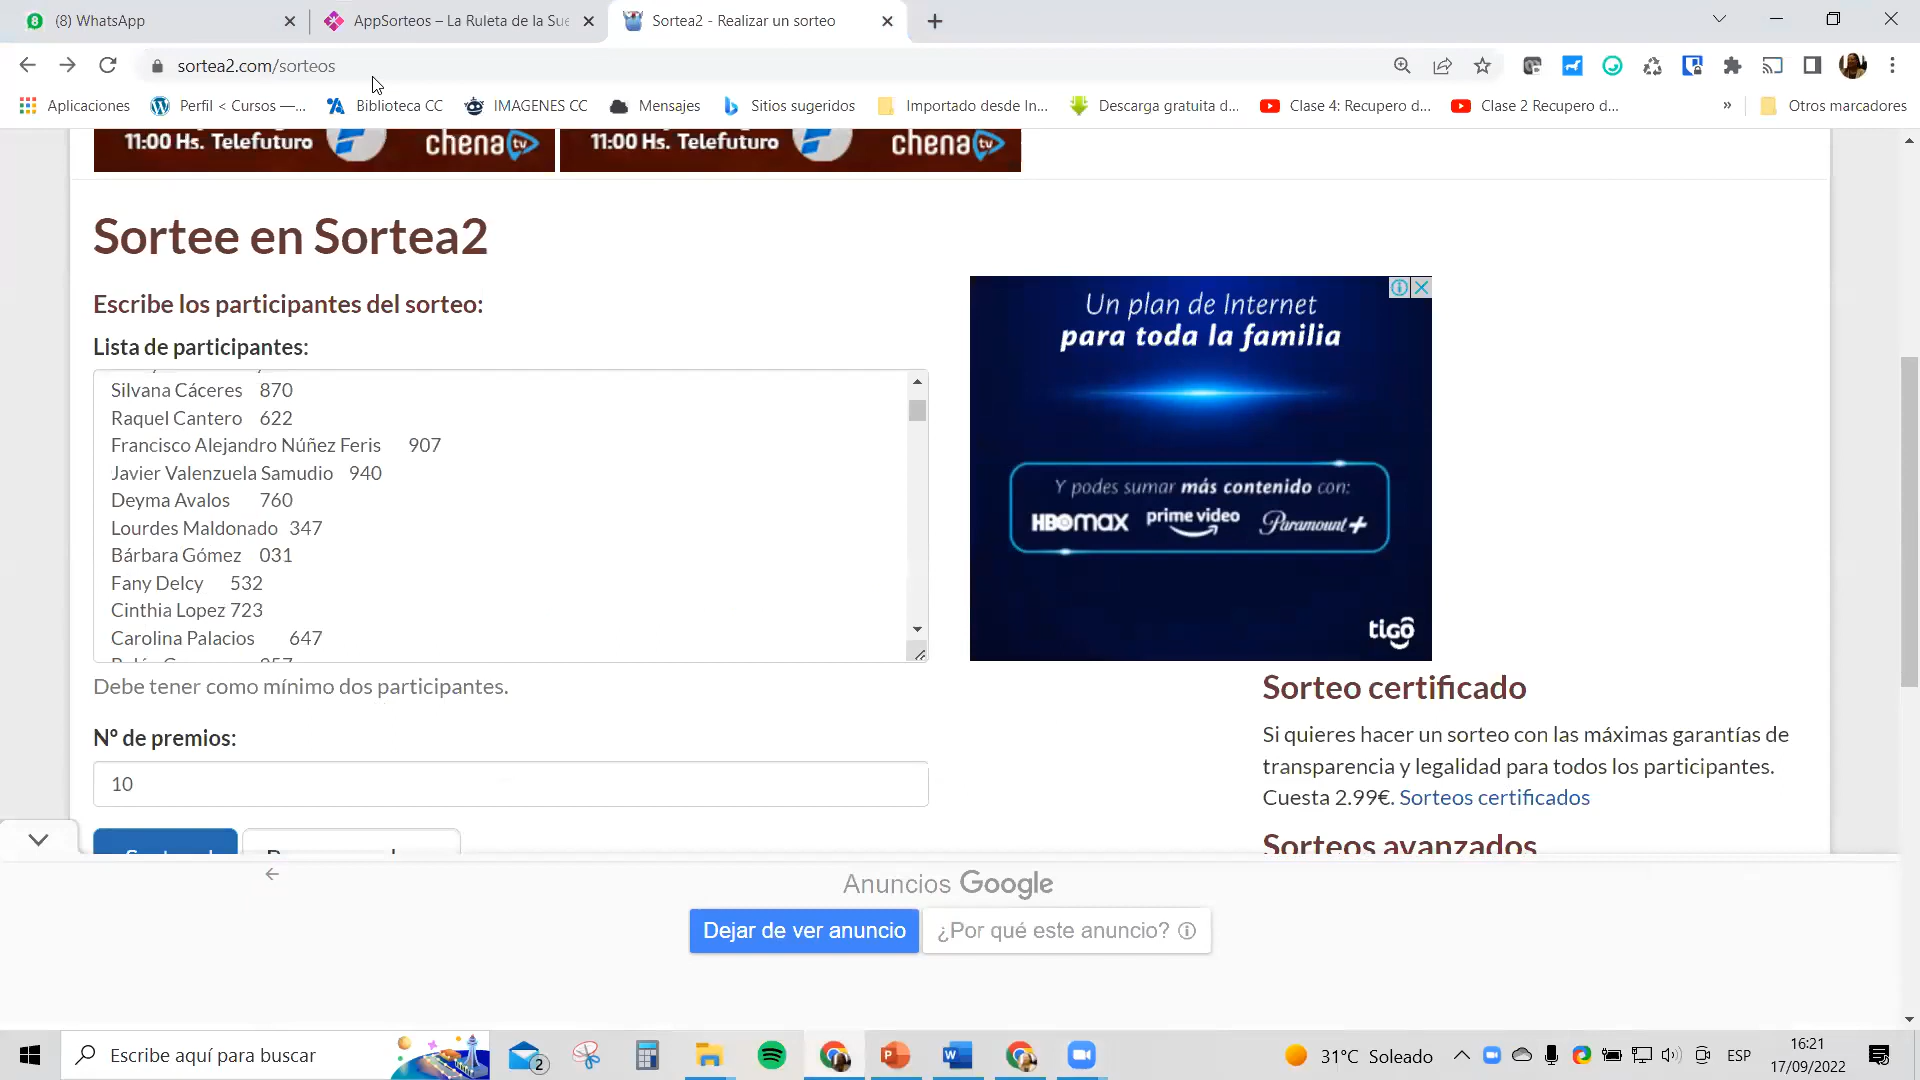 (8) WhatsApp
AppSorteos – La Ruleta de la Sue
Sortea2 - Realizar un sorteo
sortea2.com/sorteos
Aplicaciones
Perfil < Cursos —...
Biblioteca CC
IMAGENES CC
Mensajes
Sitios sugeridos
Importado desde In...
Descarga gratuita d...
Clase 4: Recupero d...
Clase 2 Recupero d...
»
Otros marcadores
11:00 Hs. Telefuturo
chena tv
11:00 Hs. Telefuturo
chena tv
Sortee en Sortea2
Escribe los participantes del sorteo:
Lista de participantes:
Silvana Cáceres 870
Raquel Cantero 622
Francisco Alejandro Núñez Feris 907
Javier Valenzuela Samudio 940
Deyma Avalos 760
Lourdes Maldonado 347
Bárbara Gómez 031
Fany Delcy 532
Cinthia Lopez 723
Carolina Palacios 647
Debe tener como mínimo dos participantes.
Nº de premios:
10
Un plan de Internet
para toda la familia
Y podes sumar más contenido con:
HBOMAX prime video Paramount+
tigo
Sorteo certificado
Si quieres hacer un sorteo con las máximas garantías de
transparencia y legalidad para todos los participantes.
Cuesta 2.99€. Sorteos certificados
Sorteos avanzados
Anuncios Google
Dejar de ver anuncio
¿Por qué este anuncio?
Escribe aquí para buscar
2
31°C Soleado
ESP
16:21
17/09/2022